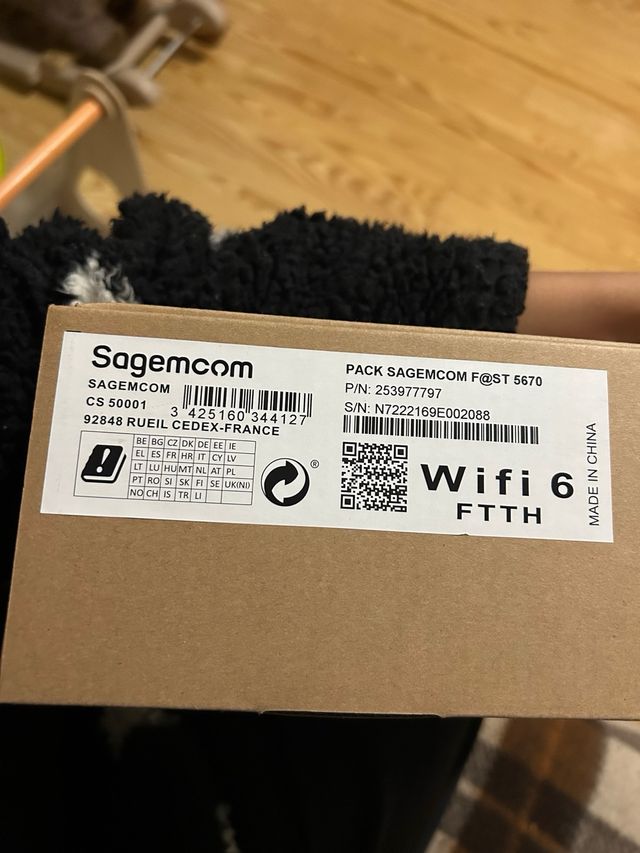 Sagemcom
SAGEMCOM
CS 50001
3 425160 344127
92848 RUEIL CEDEX-FRANCE
BE BG CZ DK DE EE IE
EL ES FR HR IT CY LV
LT LU HU MT NL AT PL
PT RO SI SK FI SE UK(NI)
NO CH IS TR LI
®
PACK SAGEMCOM F@ST 5670
P/N: 253977797
S/N: N7222169E002088
Wifi 6
FTTH
MADE IN CHINA